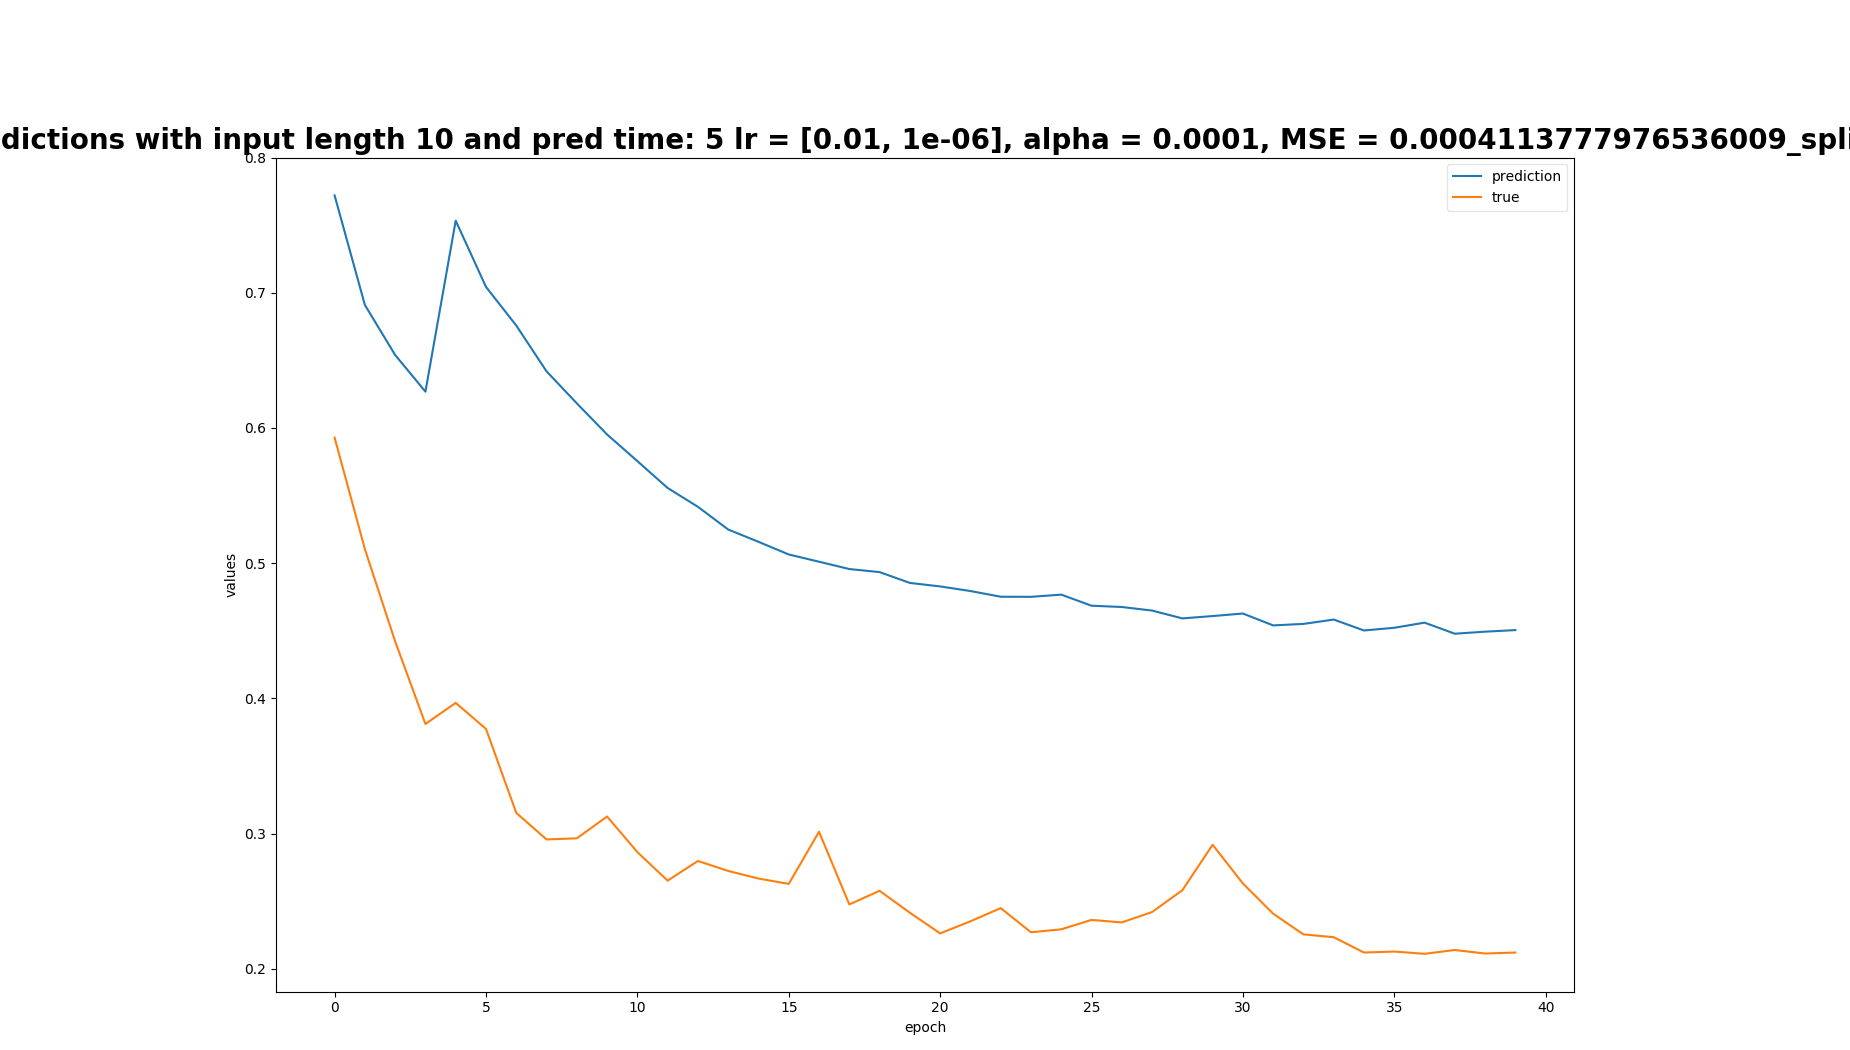 dictions with input length 10 and pred time: 5 lr = [0.01, 1e-06], alpha = 0.0001, MSE = 0.0004113777976536009_spli
prediction
true
0.8
0.7
0.6
0.5
0.4
0.3
0.2
values
0 5 10 15 20 25 30 35 40
epoch